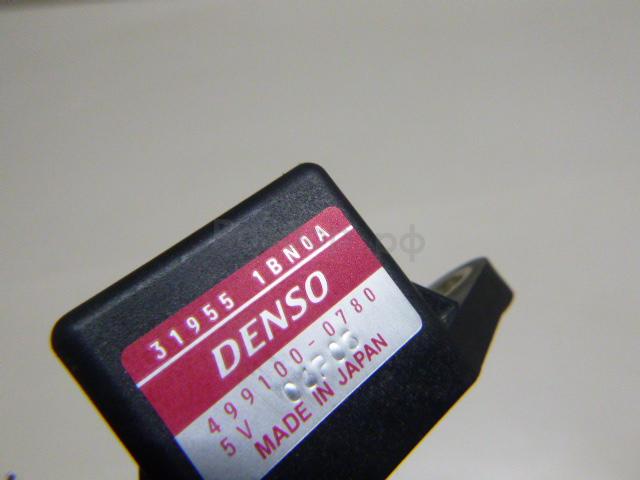 31955 1BN0A
DENSO
499100-0780
5V
MADE IN JAPAN